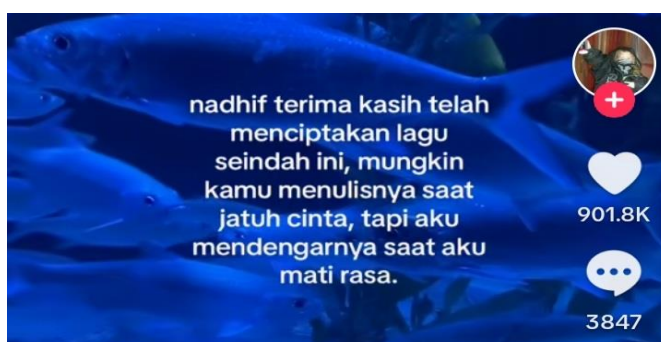 nadhif terima kasih telah
menciptakan lagu
seindah ini, mungkin
kamu menulisnya saat
jatuh cinta, tapi aku
mendengarnya saat aku
mati rasa.
901.8K
3847